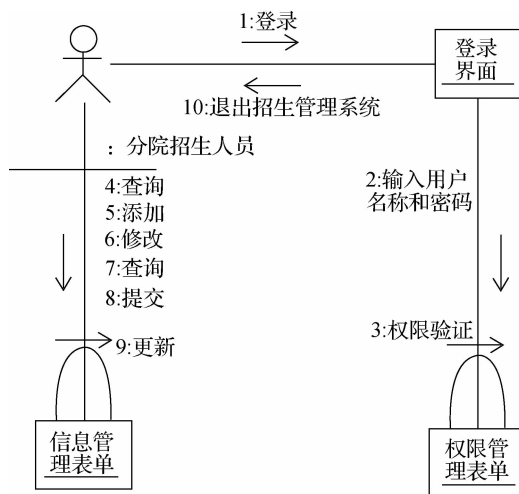 1:登录
登录
界面
10:退出招生管理系统
：分院招生人员
4:查询
5:添加
6:修改
7:查询
8:提交
2:输入用户
名称和密码
9:更新
3:权限验证
信息管
理表单
权限管
理表单